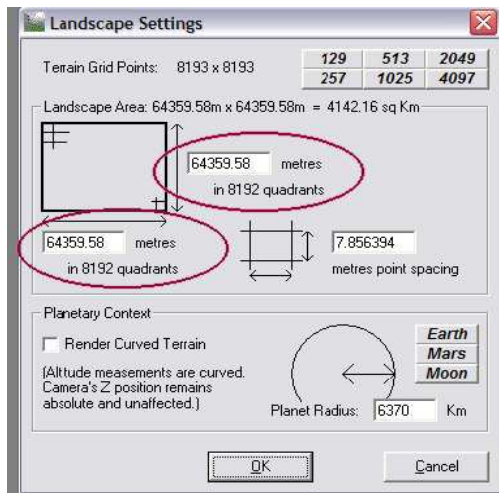 Landscape Settings
Terrain Grid Points: 8193 x 8193
129 513 2049
257 1025 4097
Landscape Area: 64359.58m x 64359.58m = 4142.16 sq Km
64359.58 metres
in 8192 quadrants
64359.58 metres
in 8192 quadrants
7.856394
metres point spacing
Planetary Context
Render Curved Terrain
(Altitude measements are curved.
Camera's Z position remains
absolute and unaffected.)
Earth
Mars
Moon
Planet Radius: 6370 Km
OK
Cancel